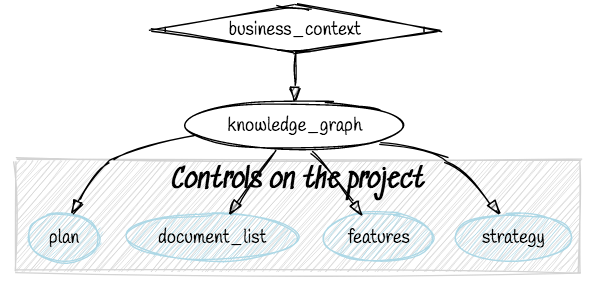 business_context
knowledge_graph
Controls on the project
plan document_list features strategy